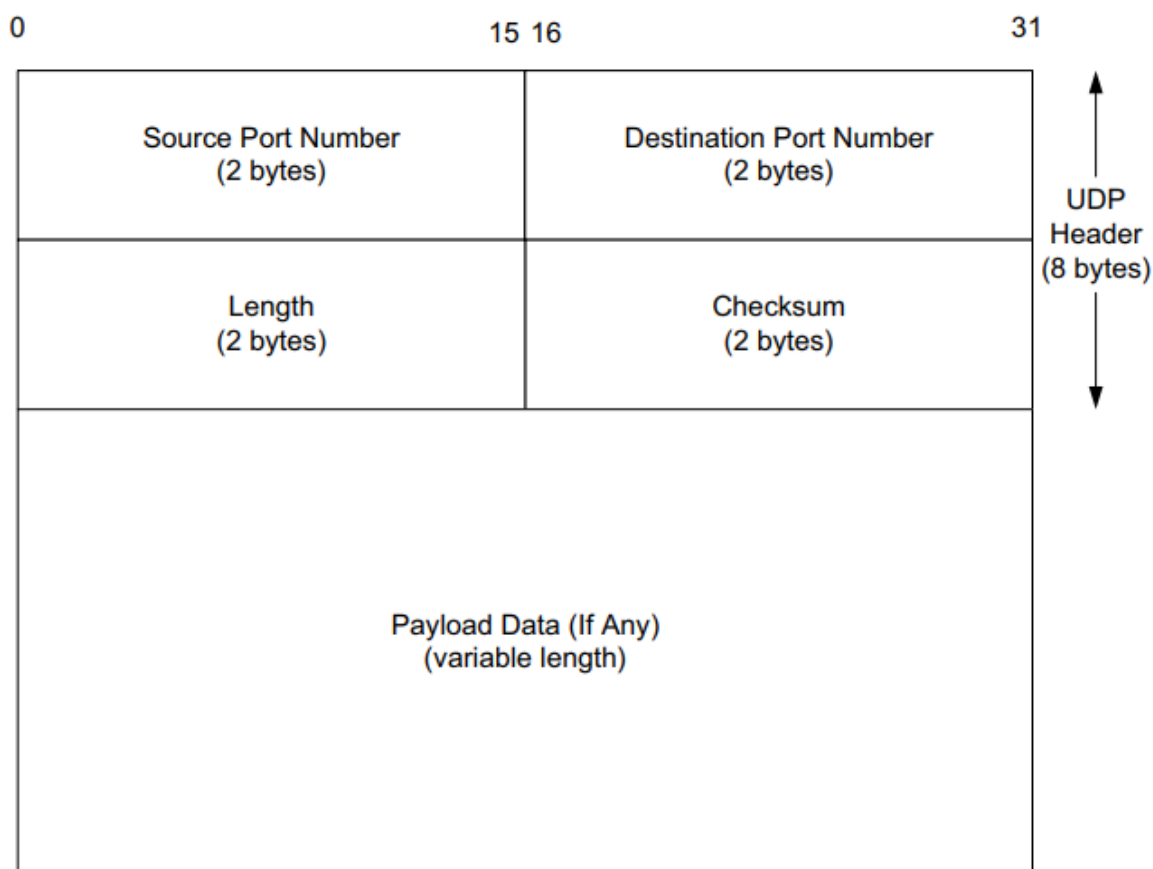 0
15 16
31
Source Port Number
(2 bytes)
Destination Port Number
(2 bytes)
UDP
Header
(8 bytes)
Length
(2 bytes)
Checksum
(2 bytes)
Payload Data (If Any)
(variable length)